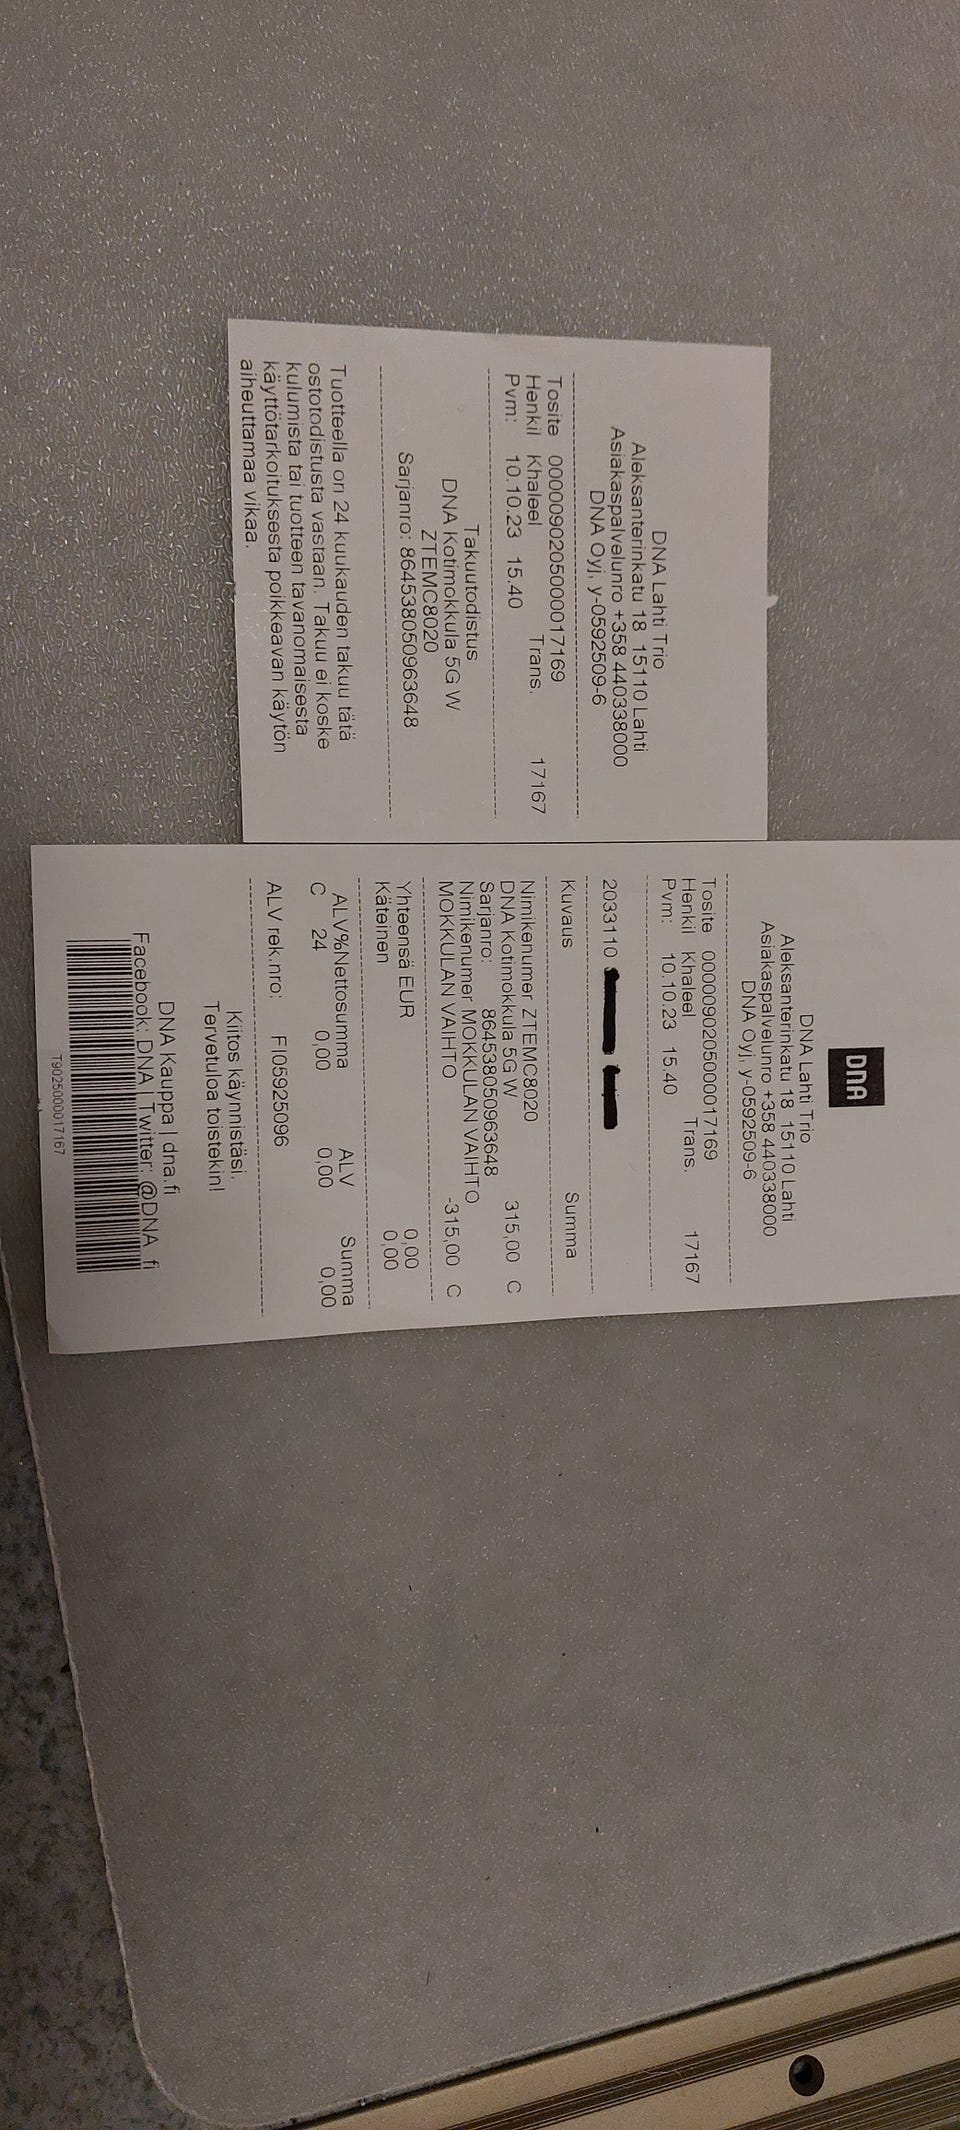 DNA Lahti Trio
Aleksanterinkatu 18 15110 Lahti
Asiakaspalvelunro +358 440338000
DNA Oyj, y-0592509-6
Tosite 0000090205000017169
Henkil Khaleel Trans. 17167
Pvm: 10.10.23 15.40
Takuutodistus
DNA Kotimokkula 5G W
ZTEMC8020
Sarjanro: 864538050963648
Tuotteella on 24 kuukauden takuu tätä
ostotodistusta vastaan. Takuu ei koske
kulumista tai tuotteen tavanomaisesta
käyttötarkoituksesta poikkeavan käytön
aiheuttamaa vikaa.
DNA
DNA Lahti Trio
Aleksanterinkatu 18 15110 Lahti
Asiakaspalvelunro +358 440338000
DNA Oyj, y-0592509-6
Tosite 0000090205000017169
Henkil Khaleel Trans. 17167
Pvm: 10.10.23 15.40
2033110
Kuvaus Summa
Nimikenumer ZTEMC8020
DNA Kotimokkula 5G W 315,00 C
Sarjanro: 864538050963648
Nimikenumer MOKKULAN VAIHTO
MOKKULAN VAIHTO -315,00 C
Yhteensä EUR 0,00
Käteinen 0,00
ALV%Nettosumma ALV Summa
C 24 0,00 0,00 0,00
ALV rek.nro: FI05925096
Kiitos käynnistäsi.
Tervetuloa toistekin!
DNA Kauppa | dna.fi
Facebook: DNA | Twitter: @DNA_fi
T9025000017167